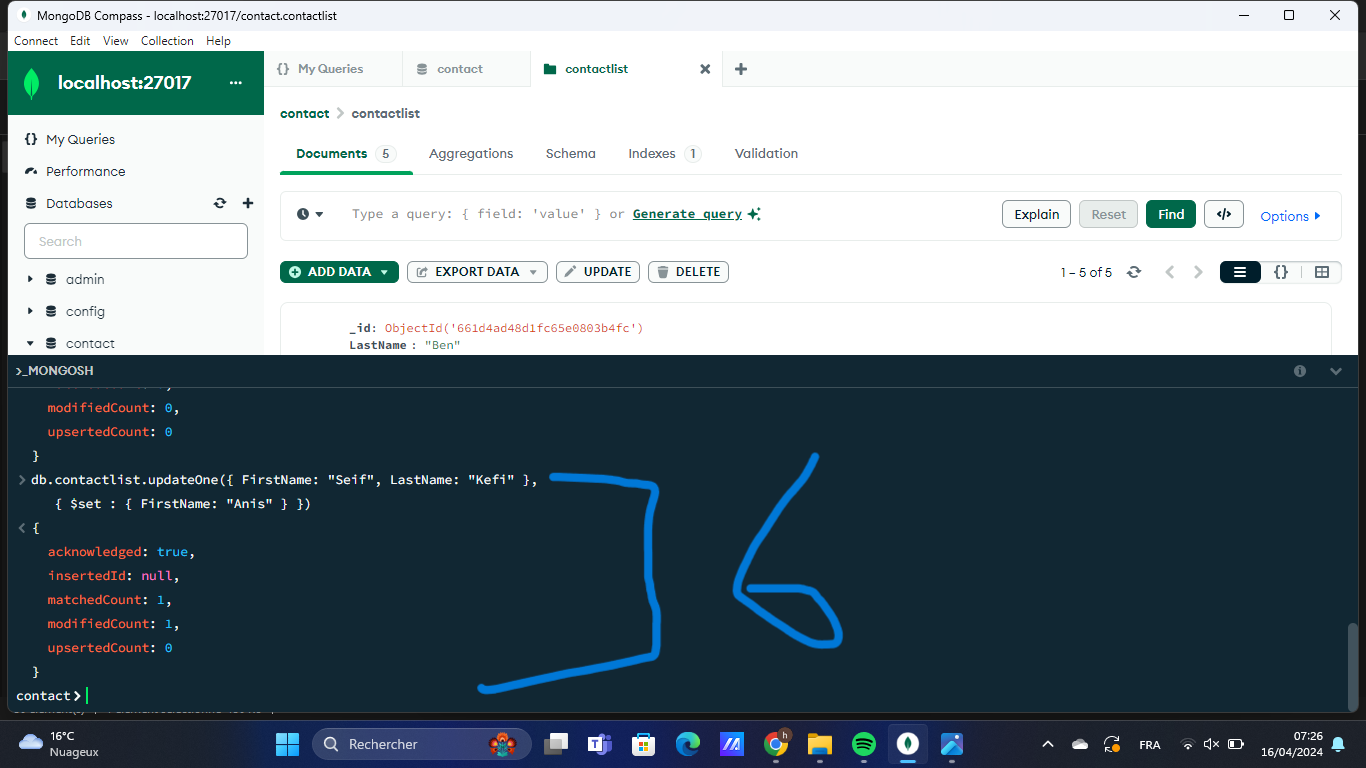 MongoDB Compass - localhost:27017/contact.contactlist
Connect Edit View Collection Help
localhost:27017 ...
My Queries contact contactlist
contact > contactlist
{} My Queries
Performance
Databases
Search
admin
config
contact
Documents 5 Aggregations Schema Indexes 1 Validation
Type a query: { field: 'value' } or Generate query
Explain Reset Find </> Options
ADD DATA EXPORT DATA UPDATE DELETE
1 – 5 of 5 {}
_id: ObjectId('661d4ad48d1fc65e0803b4fc')
LastName : "Ben"
>_MONGOSH
modifiedCount: 0,
upsertedCount: 0
}
> db.contactlist.updateOne({ FirstName: "Seif", LastName: "Kefi" },
{ $set : { FirstName: "Anis" } })
< {
acknowledged: true,
insertedId: null,
matchedCount: 1,
modifiedCount: 1,
upsertedCount: 0
}
contact >
6
16°C
Nuageux
Rechercher
FRA
07:26
16/04/2024